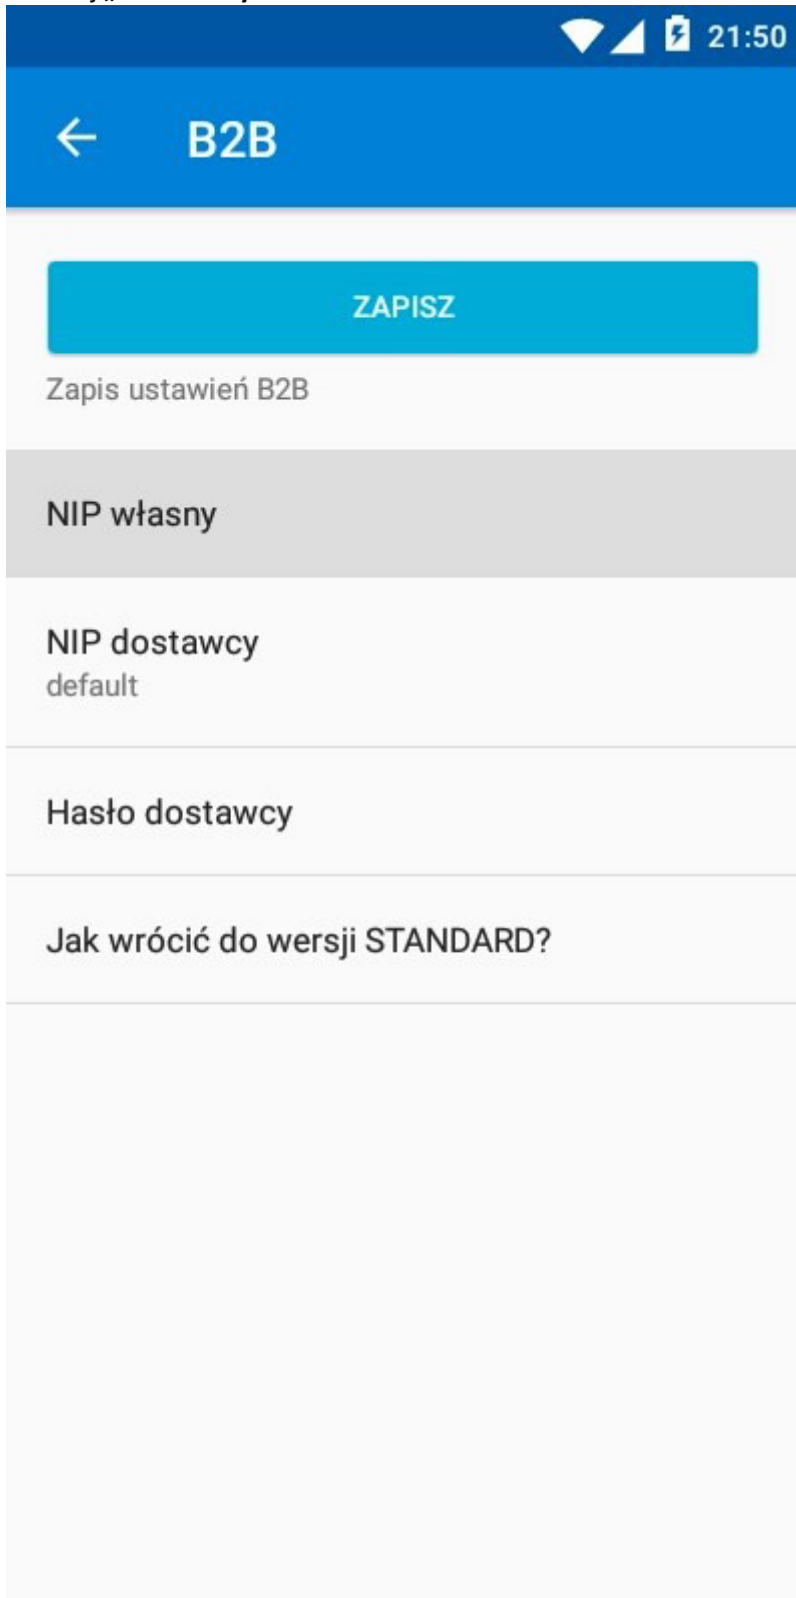 21:50
B2B
ZAPISZ
Zapis ustawień B2B
NIP własny
NIP dostawcy
default
Hasło dostawcy
Jak wrócić do wersji STANDARD?